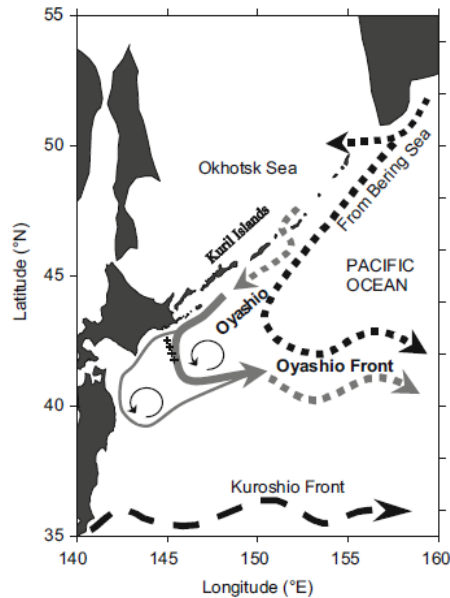 55
50
45
40
35
Latitude (°N)
Okhotsk Sea
From Bering Sea
Kuril Islands
PACIFIC
OCEAN
Oyashio
Oyashio Front
Kuroshio Front
140
145
150
155
160
Longitude (°E)